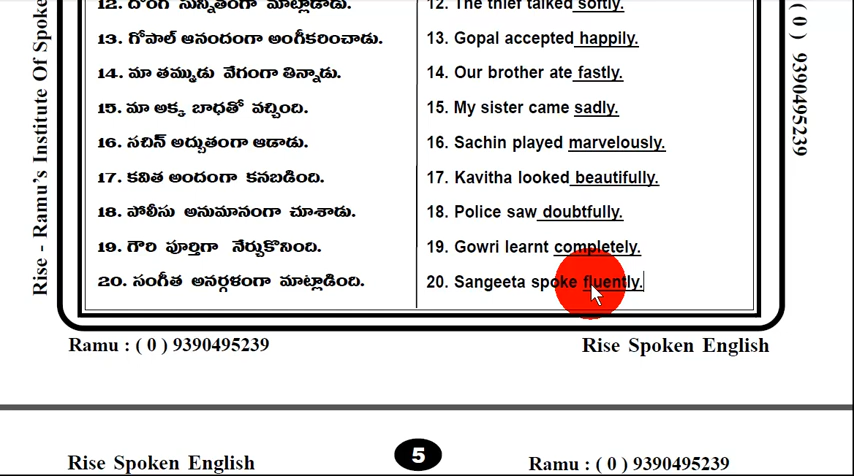 12. దొంగ సున్నితంగా మాట్లాడాడు. 12. The thief talked softly.
13. గోపాల్ ఆనందంగా అంగీకరించాడు. 13. Gopal accepted happily.
14. మా తమ్ముడు వేగంగా తిన్నాడు. 14. Our brother ate fastly.
15. మా అక్క బాధతో వచ్చింది. 15. My sister came sadly.
16. సచిన్ అద్భుతంగా ఆడాడు. 16. Sachin played marvelously.
17. కవిత అందంగా కనబడింది. 17. Kavitha looked beautifully.
18. పోలీసు అనుమానంగా చూశాడు. 18. Police saw doubtfully.
19. గౌరి పూర్తిగా నేర్చుకొనింది. 19. Gowri learnt completely.
20. సంగీత అనర్గళంగా మాట్లాడింది. 20. Sangeeta spoke fluently.
Rise - Ramu's Institute Of Spoke
( 0 ) 9390495239
Ramu : ( 0 ) 9390495239 Rise Spoken English
Rise Spoken English 5 Ramu : ( 0 ) 9390495239